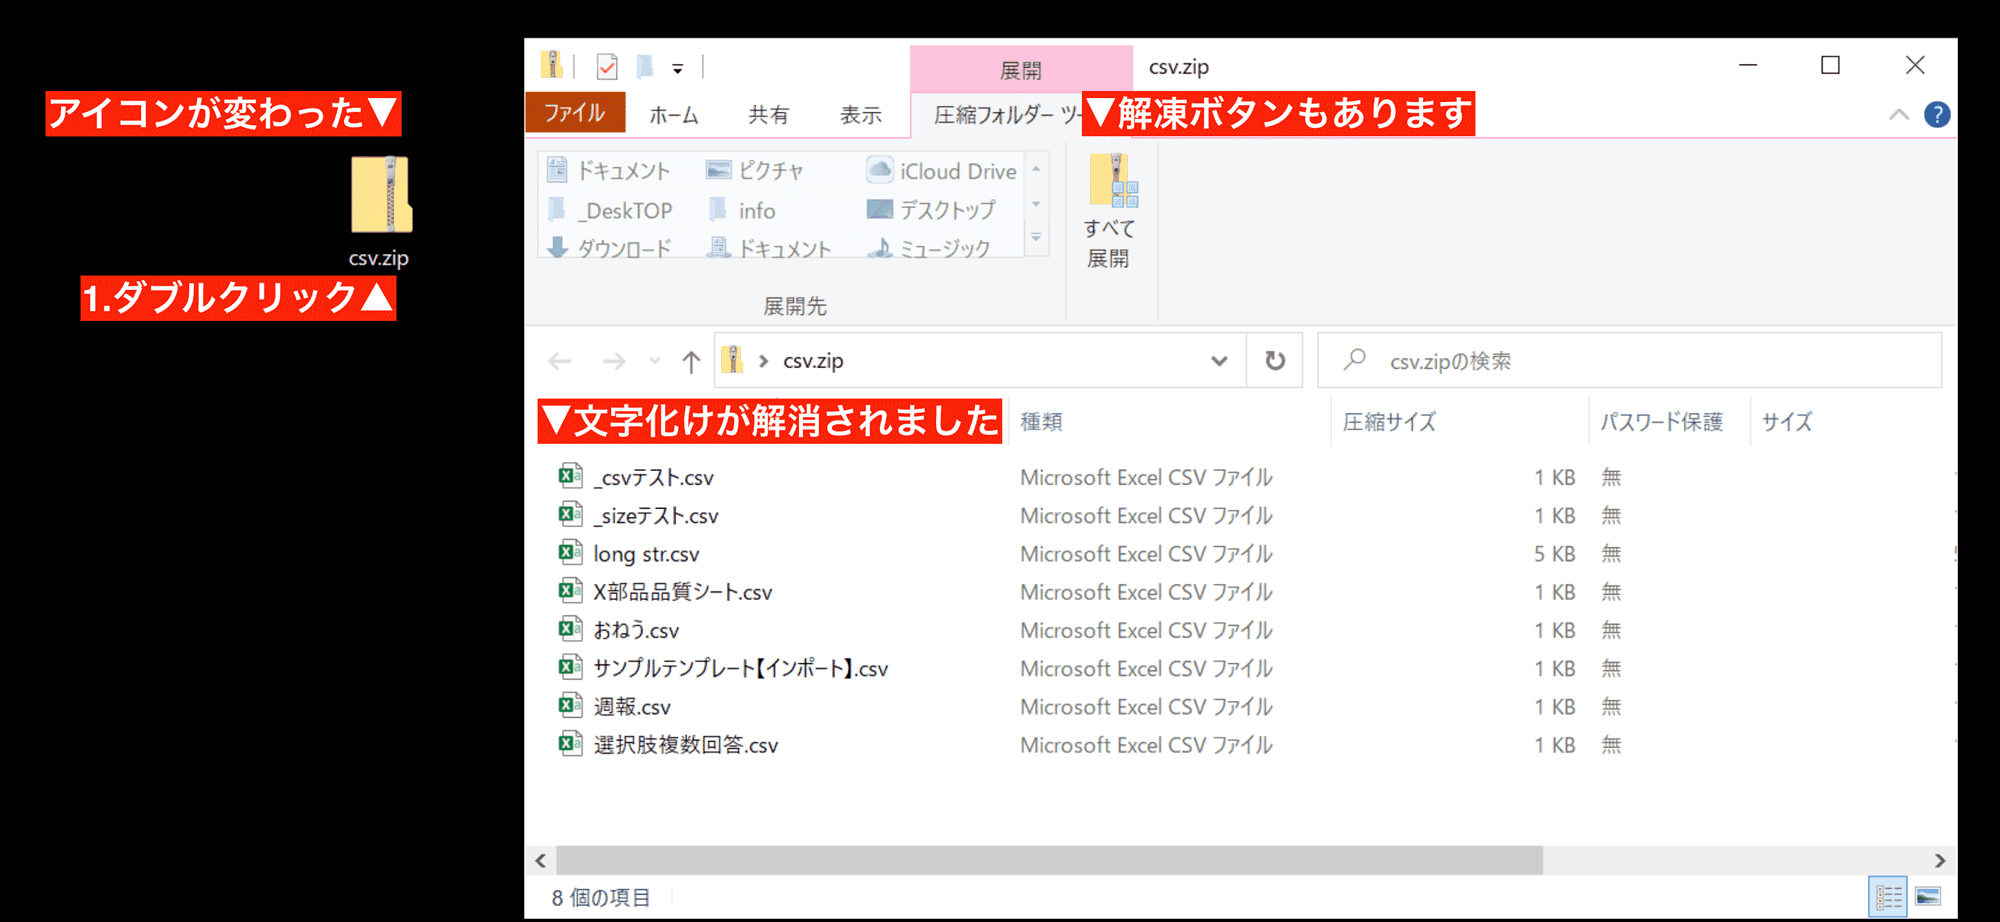 アイコンが変わった▼
csv.zip
1.ダブルクリック▲
展開
csv.zip
ファイル
ホーム
共有
表示
圧縮フォルダー ツー
▼解凍ボタンもあります
ドキュメント
ピクチャ
iCloud Drive
_DeskTOP
info
デスクトップ
ダウンロード
ドキュメント
ミュージック
展開先
すべて
展開
csv.zip
csv.zipの検索
▼文字化けが解消されました
種類
圧縮サイズ
パスワード保護
サイズ
_csvテスト.csv Microsoft Excel CSV ファイル 1 KB 無
_sizeテスト.csv Microsoft Excel CSV ファイル 1 KB 無
long str.csv Microsoft Excel CSV ファイル 5 KB 無
X部品品質シート.csv Microsoft Excel CSV ファイル 1 KB 無
おねう.csv Microsoft Excel CSV ファイル 1 KB 無
サンプルテンプレート【インポート】.csv Microsoft Excel CSV ファイル 1 KB 無
週報.csv Microsoft Excel CSV ファイル 1 KB 無
選択肢複数回答.csv Microsoft Excel CSV ファイル 1 KB 無
8 個の項目